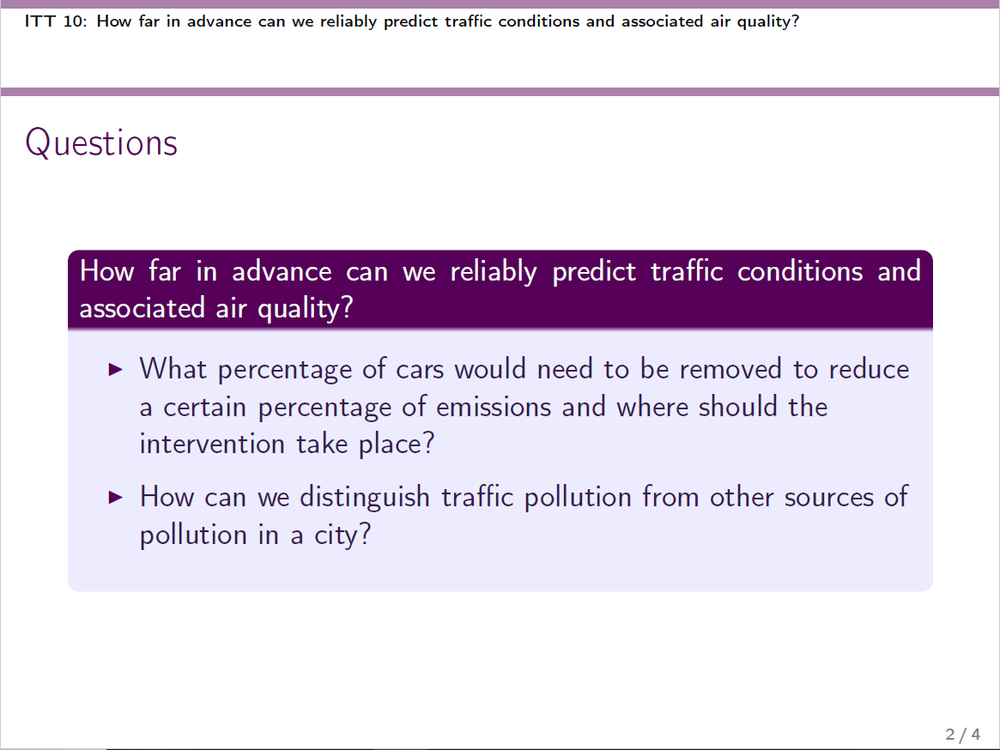 ITT 10: How far in advance can we reliably predict traffic conditions and associated air quality?
Questions
How far in advance can we reliably predict traffic conditions and
associated air quality?
▶ What percentage of cars would need to be removed to reduce
a certain percentage of emissions and where should the
intervention take place?
▶ How can we distinguish traffic pollution from other sources of
pollution in a city?
2 / 4